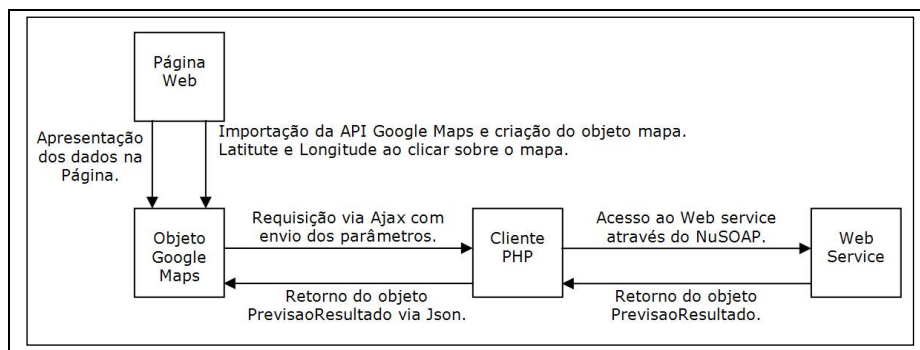 Página
Web
Apresentação
dos dados na
Página.
Importação da API Google Maps e criação do objeto mapa.
Latitute e Longitude ao clicar sobre o mapa.
Objeto
Google
Maps
Requisição via Ajax com
envio dos parâmetros.
Retorno do objeto
PrevisaoResultado via Json.
Cliente
PHP
Acesso ao Web service
através do NuSOAP.
Retorno do objeto
PrevisaoResultado.
Web
Service